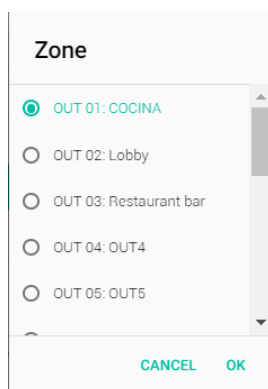 Zone
OUT 01: COCINA
OUT 02: Lobby
OUT 03: Restaurant bar
OUT 04: OUT4
OUT 05: OUT5
CANCEL OK